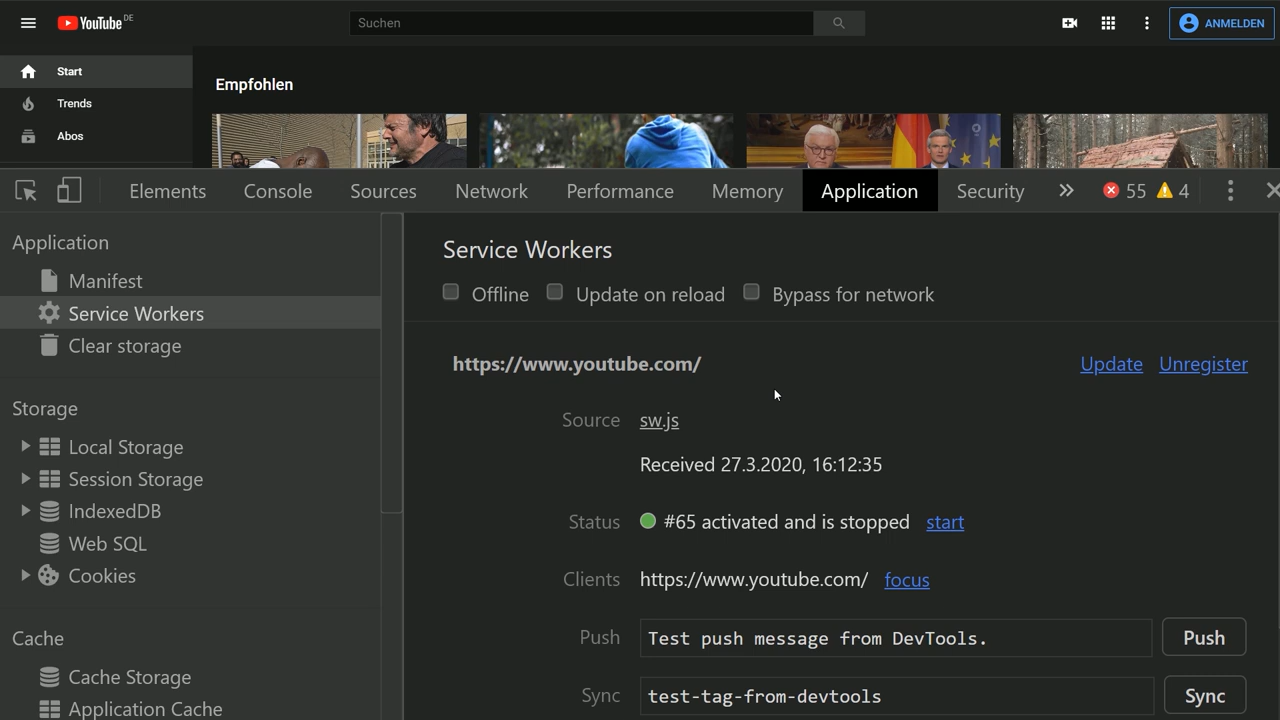 YouTube DE
Suchen
ANMELDEN
Start
Trends
Abos
Empfohlen
Elements Console Sources Network Performance Memory Application Security » 55 4
Application
Manifest
Service Workers
Clear storage
Storage
Local Storage
Session Storage
IndexedDB
Web SQL
Cookies
Cache
Cache Storage
Application Cache
Service Workers
Offline Update on reload Bypass for network
https://www.youtube.com/ Update Unregister
Source sw.js
Received 27.3.2020, 16:12:35
Status #65 activated and is stopped start
Clients https://www.youtube.com/ focus
Push Test push message from DevTools. Push
Sync test-tag-from-devtools Sync